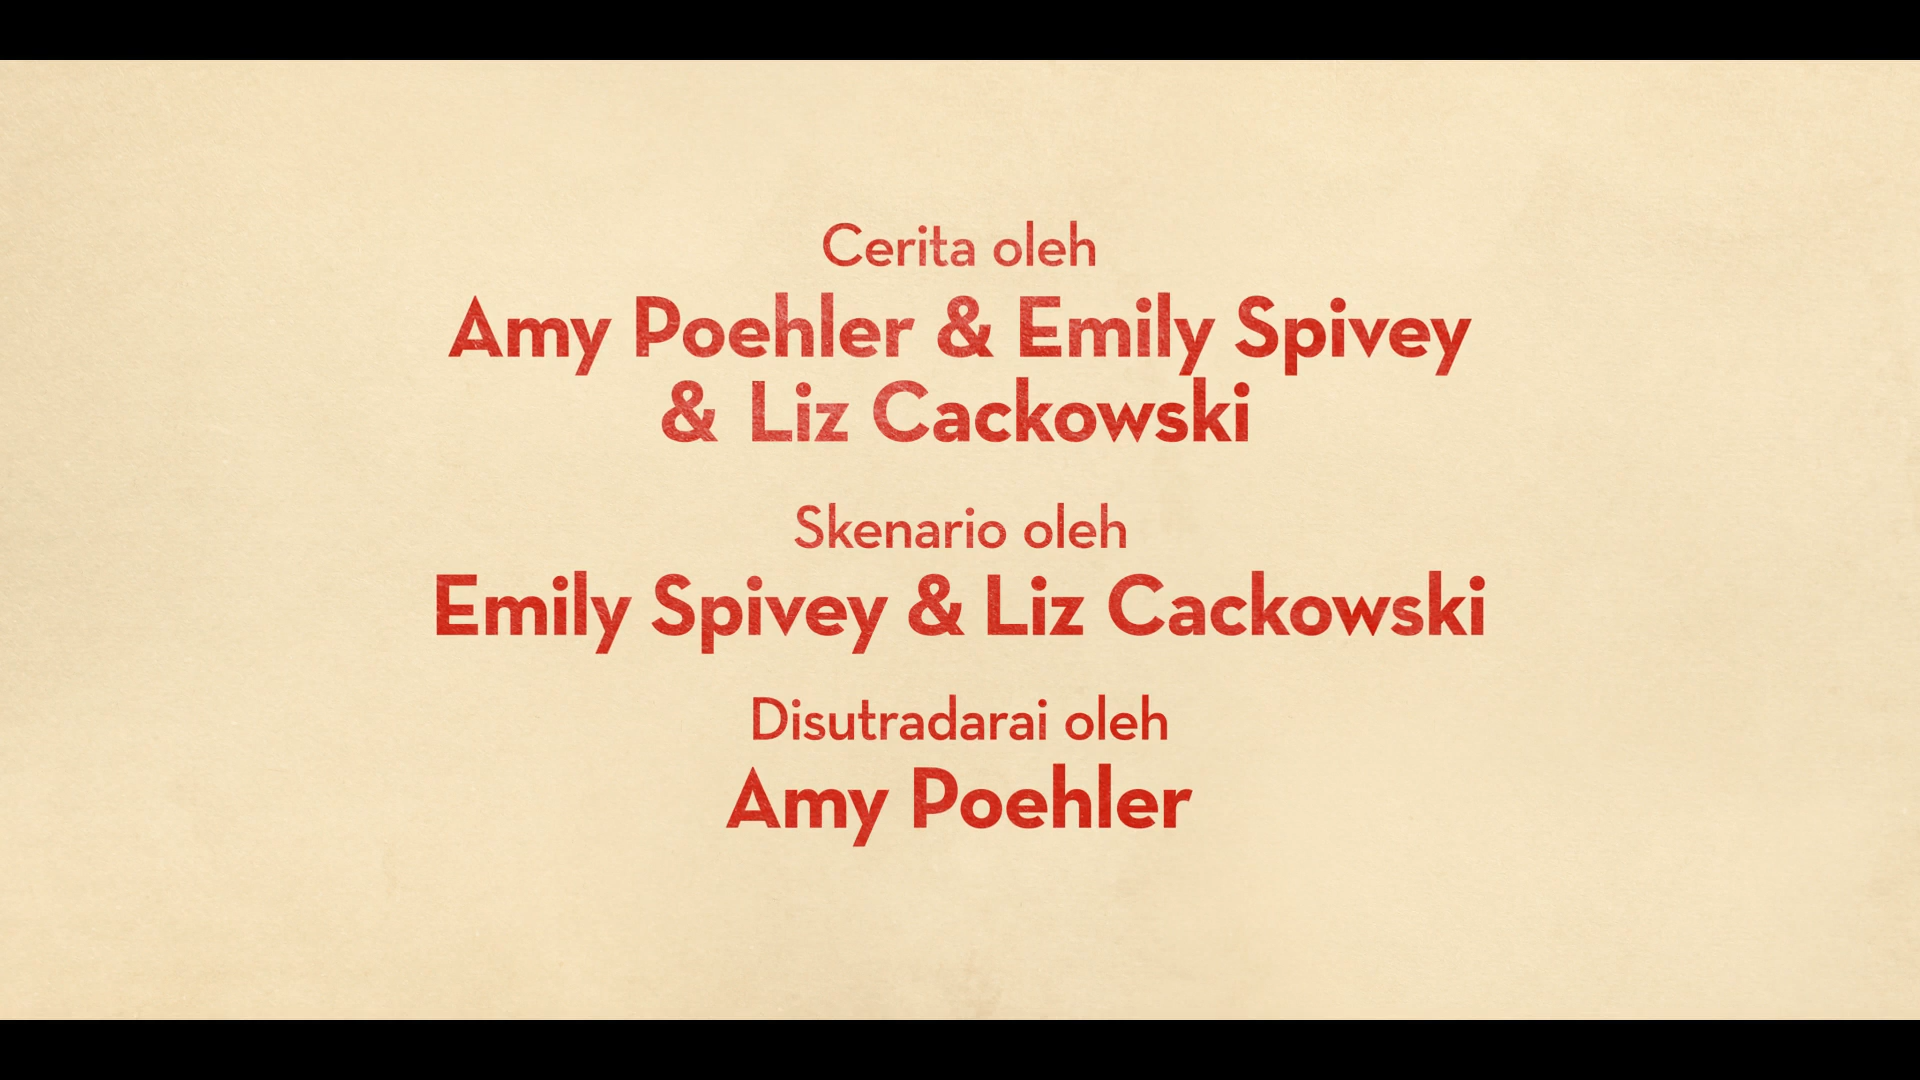 Cerita oleh
Amy Poehler & Emily Spivey
& Liz Cackowski
Skenario oleh
Emily Spivey & Liz Cackowski
Disutradarai oleh
Amy Poehler